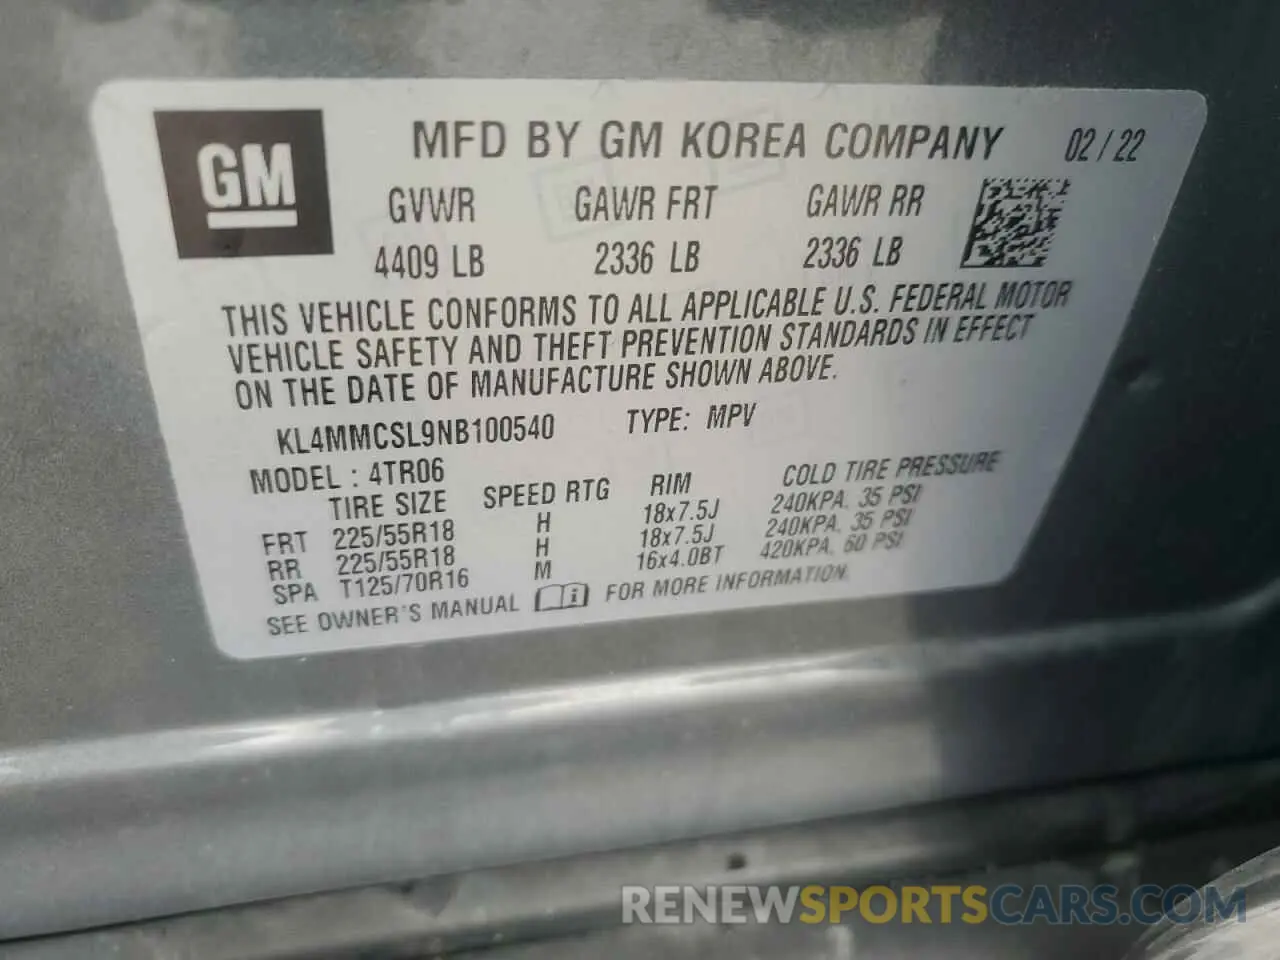 GM
MFD BY GM KOREA COMPANY 02/22
GVWR GAWR FRT GAWR RR
4409 LB 2336 LB 2336 LB
THIS VEHICLE CONFORMS TO ALL APPLICABLE U.S. FEDERAL MOTOR
VEHICLE SAFETY AND THEFT PREVENTION STANDARDS IN EFFECT
ON THE DATE OF MANUFACTURE SHOWN ABOVE.
KL4MMCSL9NB100540 TYPE: MPV
MODEL : 4TR06
TIRE SIZE SPEED RTG RIM COLD TIRE PRESSURE
FRT 225/55R18 H 18x7.5J 240KPA. 35 PSI
RR 225/55R18 H 18x7.5J 240KPA. 35 PSI
SPA T125/70R16 M 16x4.0BT 420KPA. 60 PSI
SEE OWNER'S MANUAL i FOR MORE INFORMATION.
RENEWSPORTSCARS.COM